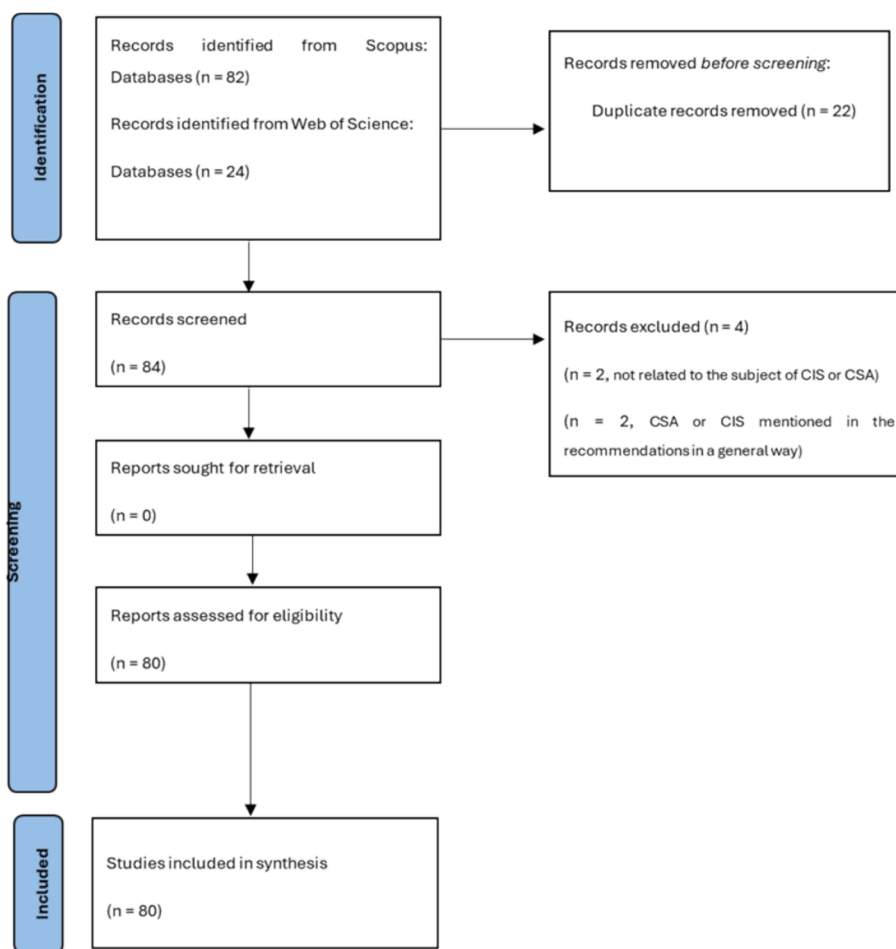 Identification
Records identified from Scopus:
Databases (n = 82)
Records identified from Web of Science:
Databases (n = 24)
Records removed before screening:
Duplicate records removed (n = 22)
Screening
Records screened
(n = 84)
Records excluded (n = 4)
(n = 2, not related to the subject of CIS or CSA)
(n = 2, CSA or CIS mentioned in the
recommendations in a general way)
Reports sought for retrieval
(n = 0)
Reports assessed for eligibility
(n = 80)
Included
Studies included in synthesis
(n = 80)